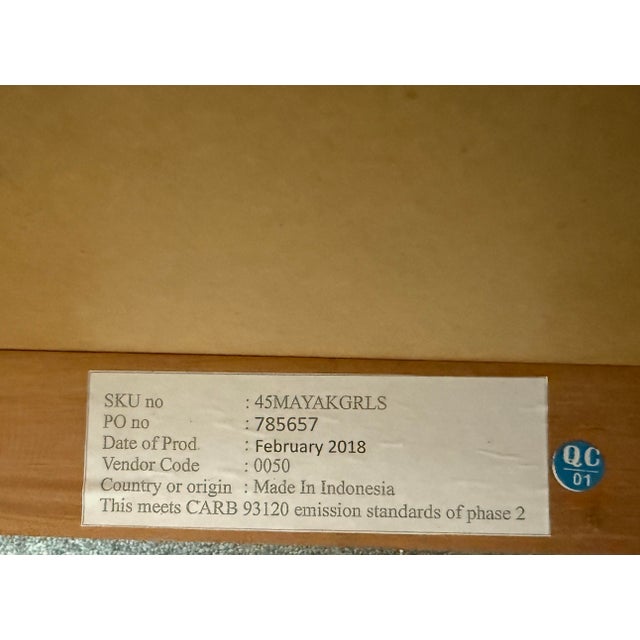 SKU no : 45MAYAKGRLS
PO no : 785657
Date of Prod : February 2018
Vendor Code : 0050
Country or origin : Made In Indonesia
This meets CARB 93120 emission standards of phase 2
QC
01